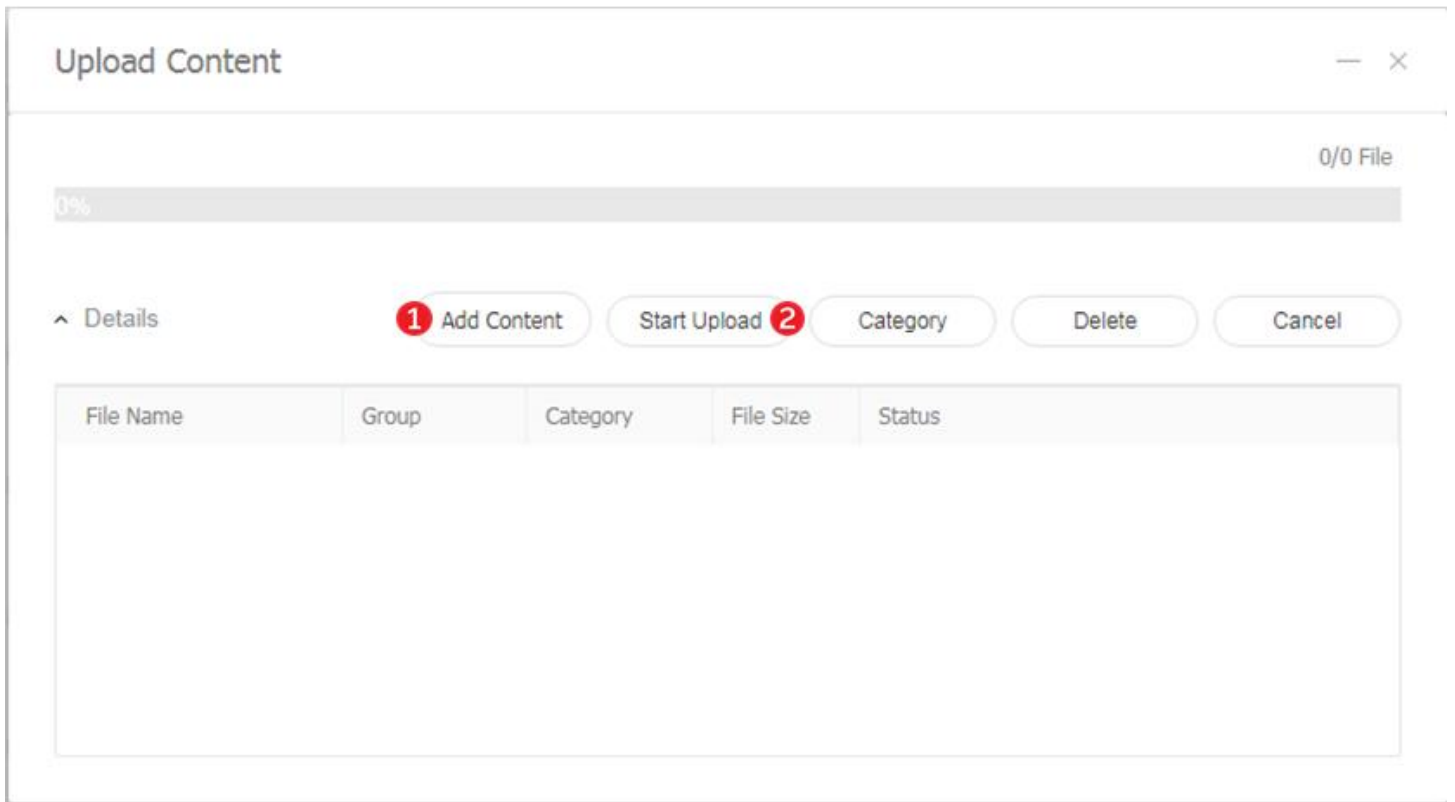 Upload Content
0/0 File
0%
Details 1 Add Content Start Upload 2 Category Delete Cancel
File Name Group Category File Size Status